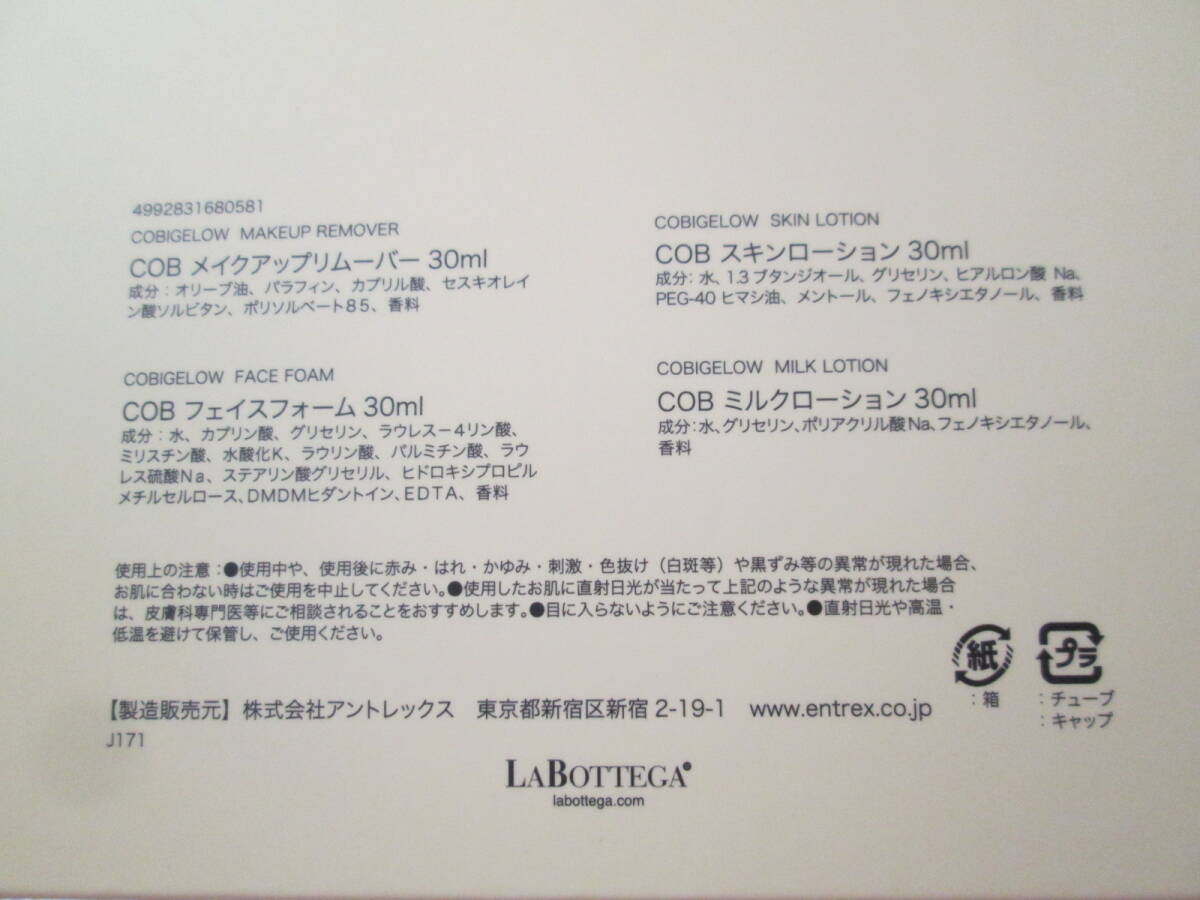 4992831680581
COBIGELOW MAKEUP REMOVER
COB メイクアップリムーバー 30ml
成分：オリーブ油、パラフィン、カプリル酸、セスキオレイ
ン酸ソルビタン、ポリソルベート８５、香料
COBIGELOW FACE FOAM
COB フェイスフォーム 30ml
成分：水、カプリン酸、グリセリン、ラウレス－４リン酸、
ミリスチン酸、水酸化K、ラウリン酸、パルミチン酸、ラウ
レス硫酸Ｎａ、ステアリン酸グリセリル、ヒドロキシプロピル
メチルセルロース、DMDMヒダントイン、EDTA、香料
COBIGELOW SKIN LOTION
COB スキンローション 30ml
成分：水、1.3ブタンジオール、グリセリン、ヒアルロン酸 Na、
PEG-40 ヒマシ油、メントール、フェノキシエタノール、香料
COBIGELOW MILK LOTION
COB ミルクローション 30ml
成分：水、グリセリン、ポリアクリル酸Na、フェノキシエタノール、
香料
使用上の注意：●使用中や、使用後に赤み・はれ・かゆみ・刺激・色抜け（白斑等）や黒ずみ等の異常が現れた場合、
お肌に合わない時はご使用を中止してください。●使用したお肌に直射日光が当たって上記のような異常が現れた場合
は、皮膚科専門医等にご相談されることをおすすめします。●目に入らないようにご注意ください。●直射日光や高温・
低温を避けて保管し、ご使用ください。
紙
：箱
プラ
：チューブ
：キャップ
【製造販売元】株式会社アントレックス 東京都新宿区新宿 2-19-1 www.entrex.co.jp
J171
LABOTTEGA
labottega.com